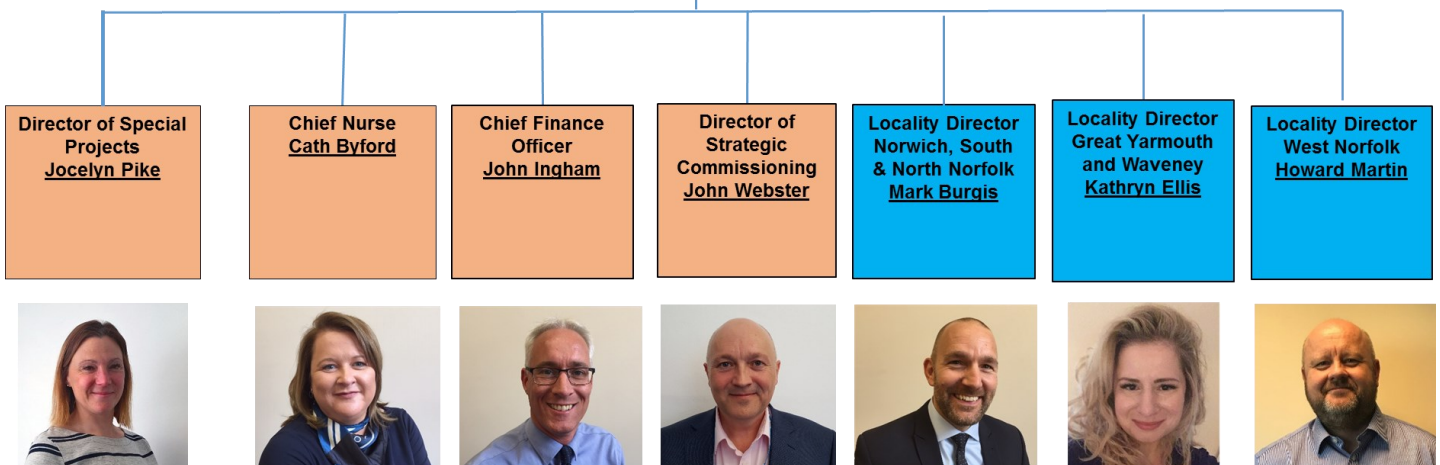 Director of Special
Projects
Jocelyn Pike
Chief Nurse
Cath Byford
Chief Finance
Officer
John Ingham
Director of
Strategic
Commissioning
John Webster
Locality Director
Norwich, South
& North Norfolk
Mark Burgis
Locality Director
Great Yarmouth
and Waveney
Kathryn Ellis
Locality Director
West Norfolk
Howard Martin